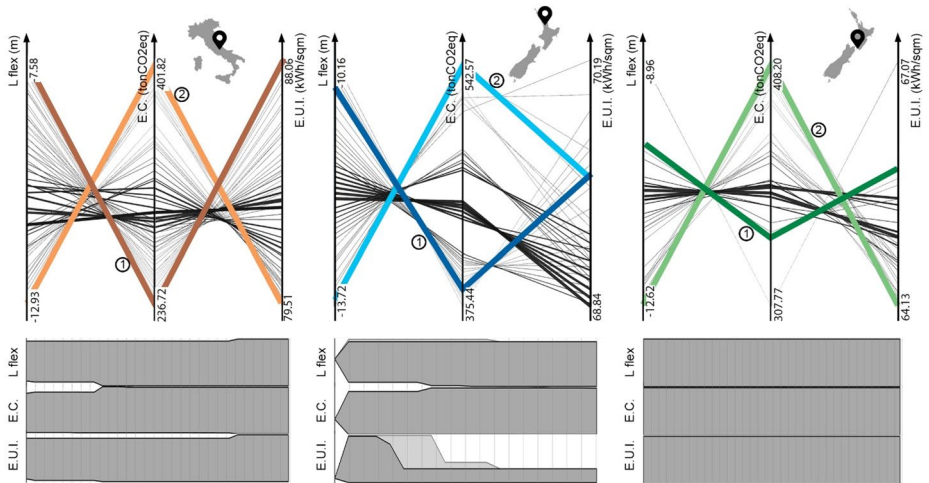 L flex (m)
-7.58
-12.93
E.C. (tonCO2eq)
401.82
236.72
E.U.I. (kWh/sqm)
88.06
79.51
1
2
L flex (m)
-10.16
-13.72
E.C. (tonCO2eq)
542.57
375.44
E.U.I. (kWh/sqm)
70.19
68.84
1
2
L flex (m)
-8.96
-12.62
E.C. (tonCO2eq)
408.20
307.77
E.U.I. (kWh/sqm)
67.07
64.13
1
2
L flex
E.C.
E.U.I.
L flex
E.C.
E.U.I.
L flex
E.C.
E.U.I.